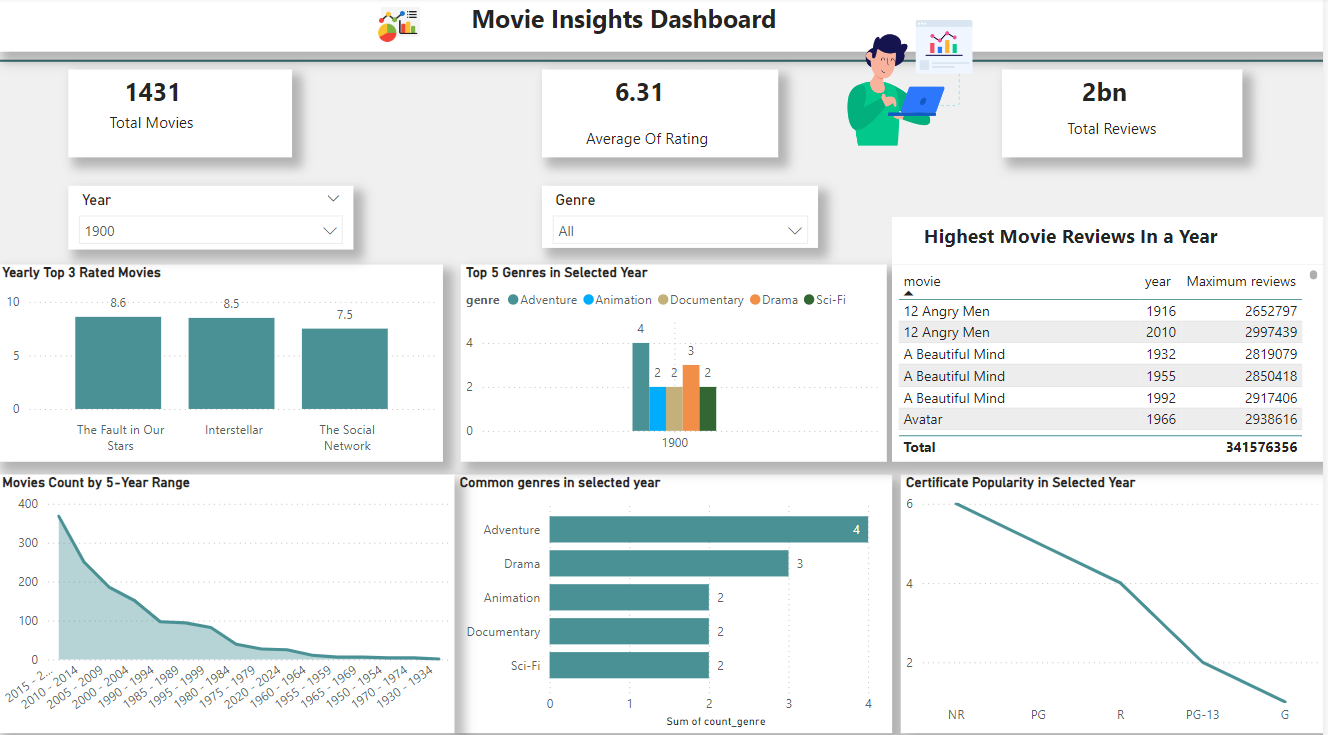 Movie Insights Dashboard
1431
Total Movies
6.31
Average Of Rating
2bn
Total Reviews
Year
1900
Genre
All
Yearly Top 3 Rated Movies
10
5
0
8.6
8.5
7.5
The Fault in Our
Stars
Interstellar
The Social
Network
Top 5 Genres in Selected Year
genre Adventure Animation Documentary Drama Sci-Fi
4
2
0
4
2
2
3
2
1900
Highest Movie Reviews In a Year
movie year Maximum reviews
12 Angry Men 1916 2652797
12 Angry Men 2010 2997439
A Beautiful Mind 1932 2819079
A Beautiful Mind 1955 2850418
A Beautiful Mind 1992 2917406
Avatar 1966 2938616
Total 341576356
Movies Count by 5-Year Range
400
300
200
100
0
2015 - 2...
2010 - 2014
2005 - 2009
2000 - 2004
1990 - 1994
1985 - 1989
1995 - 1999
1980 - 1984
1975 - 1979
2020 - 2024
1960 - 1964
1955 - 1959
1965 - 1969
1950 - 1954
1970 - 1974
1930 - 1934
Common genres in selected year
Adventure 4
Drama 3
Animation 2
Documentary 2
Sci-Fi 2
0 1 2 3 4
Sum of count_genre
Certificate Popularity in Selected Year
6
4
2
NR PG R PG-13 G